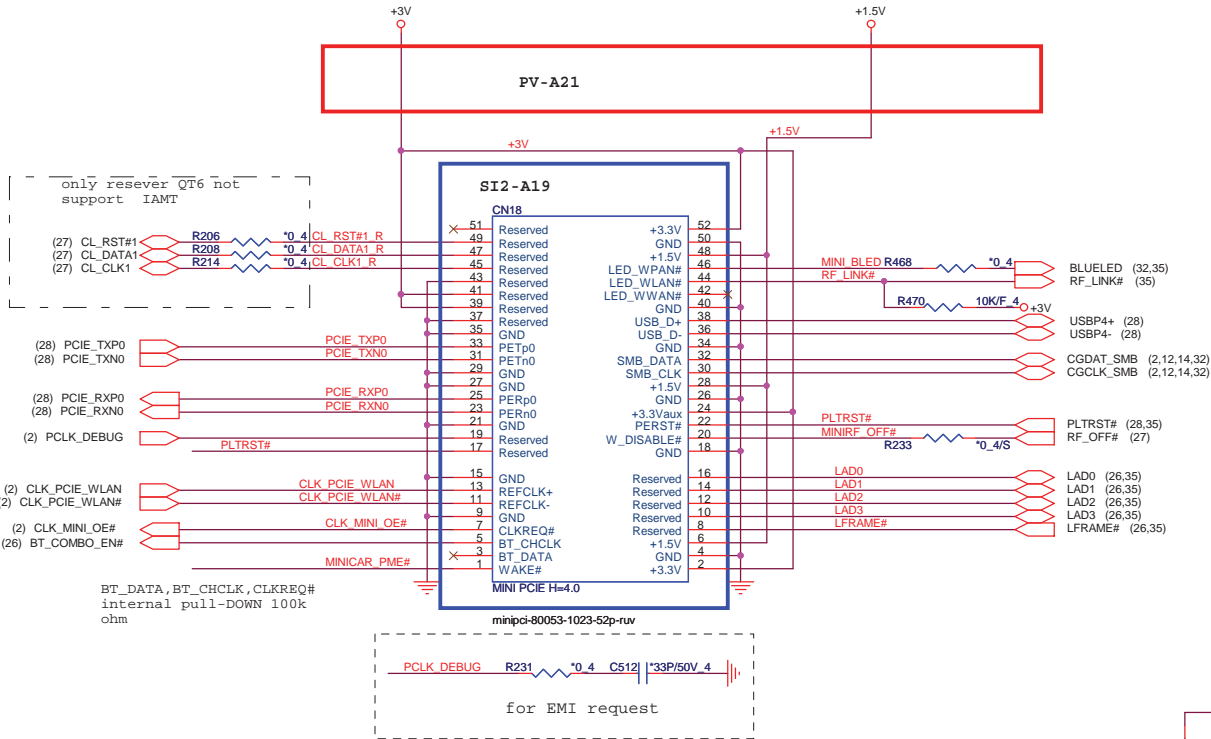 +3V
+1.5V
PV-A21
+1.5V
+3V
only resever QT6 not
support IAMT
SI2-A19
CN18
(27) CL_RST#1 R206 *0_4 CL_RST#1_R
(27) CL_DATA1 R208 *0_4 CL_DATA1_R
(27) CL_CLK1 R214 *0_4 CL_CLK1_R
51 Reserved
49 Reserved
47 Reserved
45 Reserved
43 Reserved
41 Reserved
39 Reserved
37 Reserved
35 GND
(28) PCIE_TXP0 PCIE_TXP0 33 PETp0
(28) PCIE_TXN0 PCIE_TXN0 31 PETn0
29 GND
27 GND
(28) PCIE_RXP0 PCIE_RXP0 25 PERp0
(28) PCIE_RXN0 PCIE_RXN0 23 PERn0
21 GND
(2) PCLK_DEBUG 19 Reserved
PLTRST# 17 Reserved
15 GND
(2) CLK_PCIE_WLAN CLK_PCIE_WLAN 13 REFCLK+
2) CLK_PCIE_WLAN# CLK_PCIE_WLAN# 11 REFCLK-
9 GND
(2) CLK_MINI_OE# CLK_MINI_OE# 7 CLKREQ#
(26) BT_COMBO_EN# 5 BT_CHCLK
3 BT_DATA
MINICAR_PME# 1 WAKE#
+3.3V 52
GND 50
+1.5V 48
LED_WPAN# 46 MINI_BLED R468 *0_4 BLUELED (32,35)
LED_WLAN# 44 RF_LINK# RF_LINK# (35)
LED_WWAN# 42
GND 40 R470 10K/F_4 +3V
USB_D+ 38 USBP4+ (28)
USB_D- 36 USBP4- (28)
GND 34
SMB_DATA 32 CGDAT_SMB (2,12,14,32)
SMB_CLK 30 CGCLK_SMB (2,12,14,32)
+1.5V 28
GND 26
+3.3Vaux 24
PERST# 22 PLTRST# PLTRST# (28,35)
W_DISABLE# 20 MINIRF_OFF# R233 *0_4/S RF_OFF# (27)
GND 18
Reserved 16 LAD0 LAD0 (26,35)
Reserved 14 LAD1 LAD1 (26,35)
Reserved 12 LAD2 LAD2 (26,35)
Reserved 10 LAD3 LAD3 (26,35)
Reserved 8 LFRAME# LFRAME# (26,35)
+1.5V 6
GND 4
+3.3V 2
MINI PCIE H=4.0
BT_DATA,BT_CHCLK,CLKREQ#
internal pull-DOWN 100k
ohm
minipci-80053-1023-52p-ruv
PCLK_DEBUG R231 *0_4 C512 *33P/50V_4
for EMI request